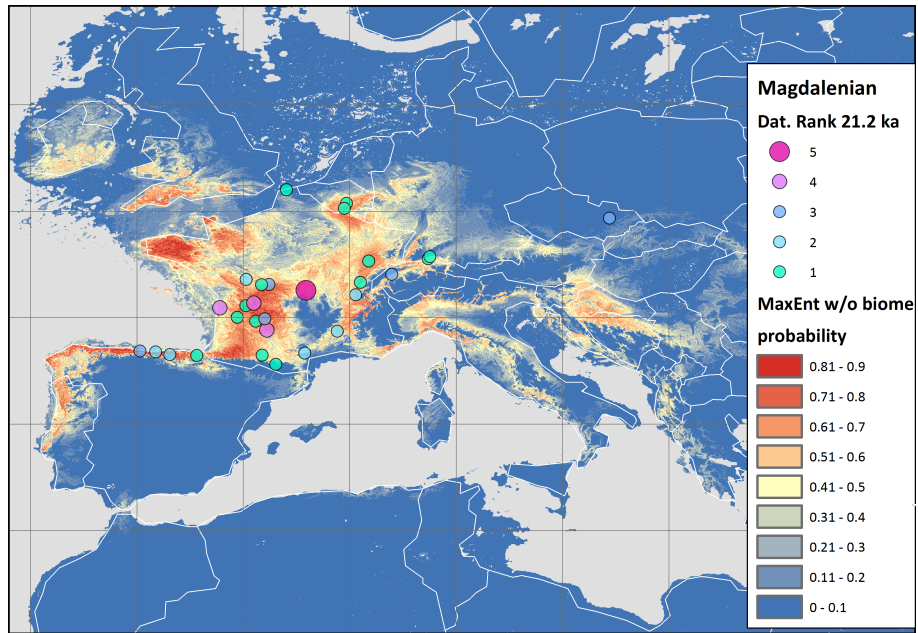 Magdalenian
Dat. Rank 21.2 ka
5
4
3
2
1
MaxEnt w/o biome
probability
0.81 - 0.9
0.71 - 0.8
0.61 - 0.7
0.51 - 0.6
0.41 - 0.5
0.31 - 0.4
0.21 - 0.3
0.11 - 0.2
0 - 0.1